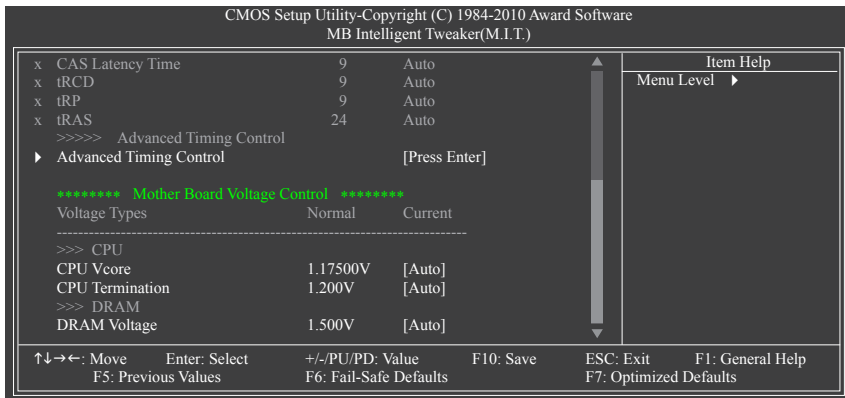 CMOS Setup Utility-Copyright (C) 1984-2010 Award Software
MB Intelligent Tweaker(M.I.T.)
x CAS Latency Time 9 Auto
x tRCD 9 Auto
x tRP 9 Auto
x tRAS 24 Auto
>>>>> Advanced Timing Control
Advanced Timing Control [Press Enter]
******** Mother Board Voltage Control ********
Voltage Types Normal Current
-----------------------------------------------------------------------------
>>> CPU
CPU Vcore 1.17500V [Auto]
CPU Termination 1.200V [Auto]
>>> DRAM
DRAM Voltage 1.500V [Auto]
Item Help
Menu Level
↑↓→←: Move Enter: Select +/-/PU/PD: Value F10: Save ESC: Exit F1: General Help
F5: Previous Values F6: Fail-Safe Defaults F7: Optimized Defaults